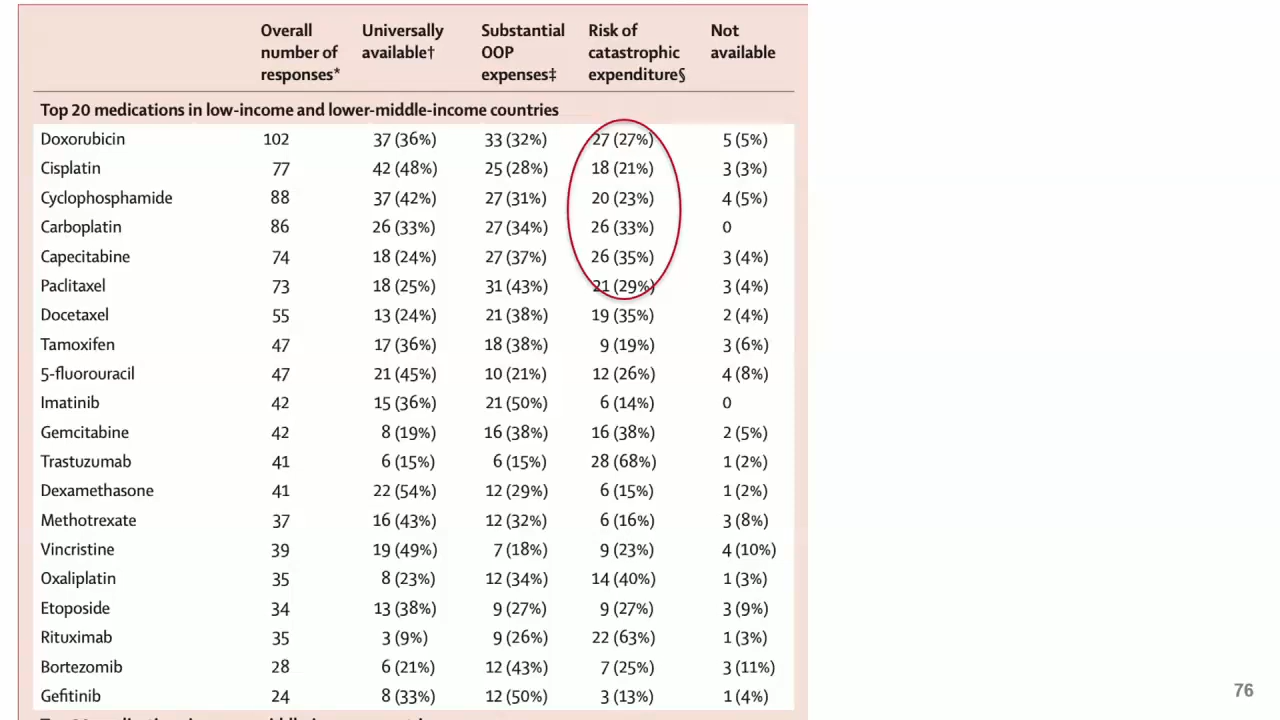 Overall number of responses* Universally available† Substantial OOP expenses‡ Risk of catastrophic expenditure§ Not available
Top 20 medications in low-income and lower-middle-income countries
Doxorubicin 102 37 (36%) 33 (32%) 27 (27%) 5 (5%)
Cisplatin 77 42 (48%) 25 (28%) 18 (21%) 3 (3%)
Cyclophosphamide 88 37 (42%) 27 (31%) 20 (23%) 4 (5%)
Carboplatin 86 26 (33%) 27 (34%) 26 (33%) 0
Capecitabine 74 18 (24%) 27 (37%) 26 (35%) 3 (4%)
Paclitaxel 73 18 (25%) 31 (43%) 21 (29%) 3 (4%)
Docetaxel 55 13 (24%) 21 (38%) 19 (35%) 2 (4%)
Tamoxifen 47 17 (36%) 18 (38%) 9 (19%) 3 (6%)
5-fluorouracil 47 21 (45%) 10 (21%) 12 (26%) 4 (8%)
Imatinib 42 15 (36%) 21 (50%) 6 (14%) 0
Gemcitabine 42 8 (19%) 16 (38%) 16 (38%) 2 (5%)
Trastuzumab 41 6 (15%) 6 (15%) 28 (68%) 1 (2%)
Dexamethasone 41 22 (54%) 12 (29%) 6 (15%) 1 (2%)
Methotrexate 37 16 (43%) 12 (32%) 6 (16%) 3 (8%)
Vincristine 39 19 (49%) 7 (18%) 9 (23%) 4 (10%)
Oxaliplatin 35 8 (23%) 12 (34%) 14 (40%) 1 (3%)
Etoposide 34 13 (38%) 9 (27%) 9 (27%) 3 (9%)
Rituximab 35 3 (9%) 9 (26%) 22 (63%) 1 (3%)
Bortezomib 28 6 (21%) 12 (43%) 7 (25%) 3 (11%)
Gefitinib 24 8 (33%) 12 (50%) 3 (13%) 1 (4%)
76